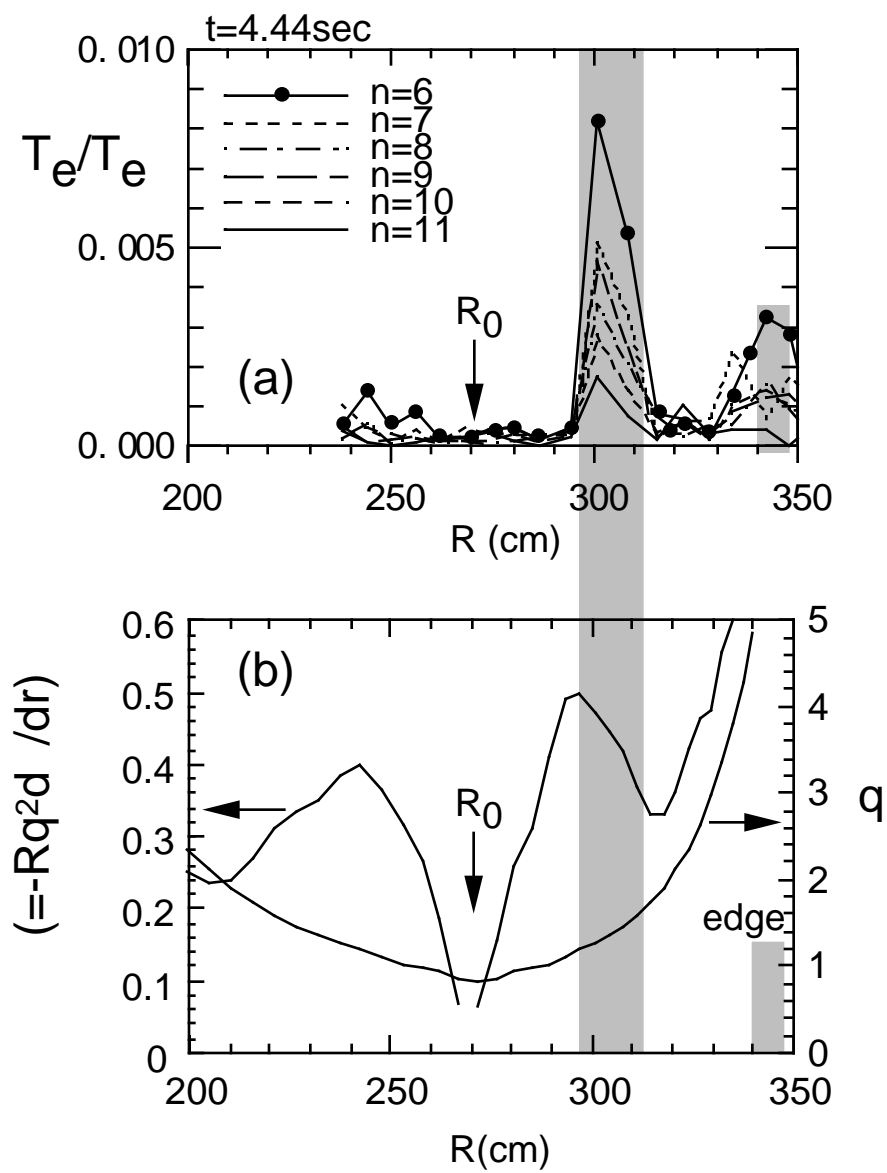 t=4.44sec
0.010
0.005
0.000
Te/Te
n=6
n=7
n=8
n=9
n=10
n=11
R0
(a)
200
250
300
350
R (cm)
0.6
0.5
0.4
0.3
0.2
0.1
0
(=-Rq²d /dr)
(b)
R0
edge
5
4
3
2
1
0
q
200
250
300
350
R(cm)